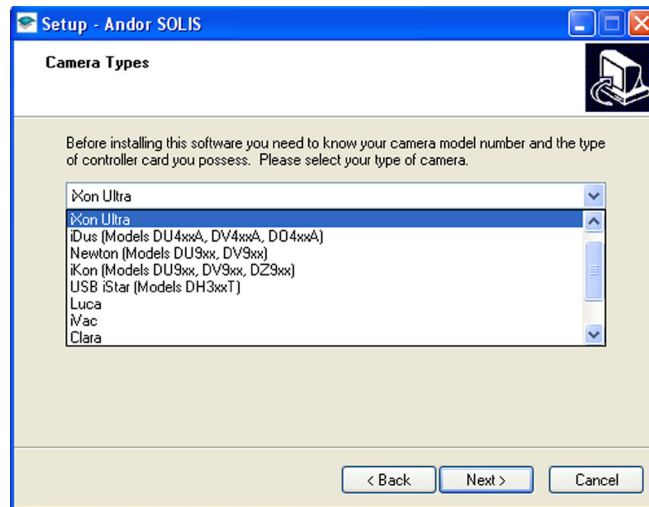 Setup - Andor SOLIS
Camera Types
Before installing this software you need to know your camera model number and the type
of controller card you possess. Please select your type of camera.
iXon Ultra
iXon Ultra
iDus (Models DU4xxA, DV4xxA, DO4xxA)
Newton (Models DU9xx, DV9xx)
iKon (Models DU9xx, DV9xx, DZ9xx)
USB iStar (Models DH3xxT)
Luca
iVac
Clara
< Back Next > Cancel